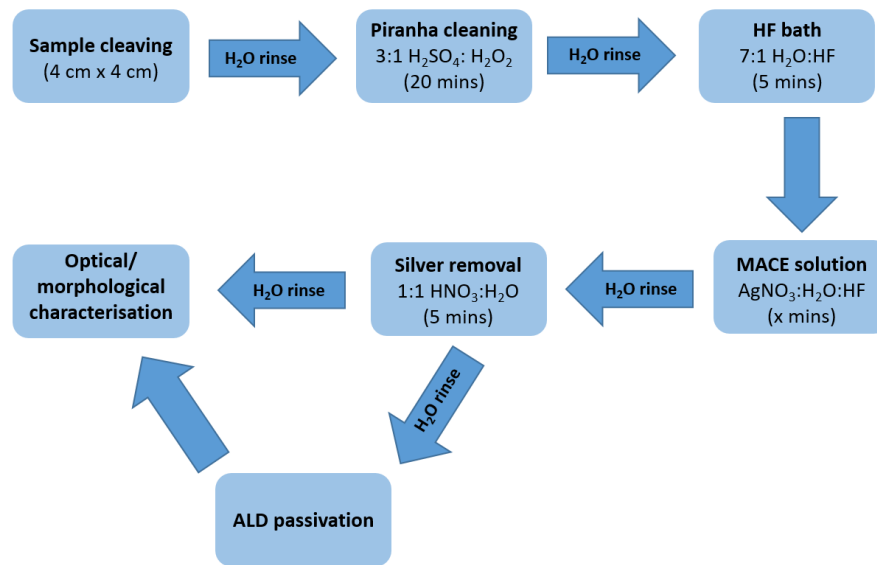 Sample cleaving
(4 cm x 4 cm)
H₂O rinse
Piranha cleaning
3:1 H₂SO₄: H₂O₂
(20 mins)
H₂O rinse
HF bath
7:1 H₂O:HF
(5 mins)
MACE solution
AgNO₃:H₂O:HF
(x mins)
H₂O rinse
Silver removal
1:1 HNO₃:H₂O
(5 mins)
H₂O rinse
Optical/
morphological
characterisation
H₂O rinse
ALD passivation